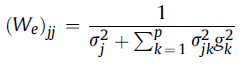 (W_e)_{jj} = \frac{1}{\sigma_j^2 + \sum_{k=1}^{p} \sigma_{jk}^2 g_k^2}